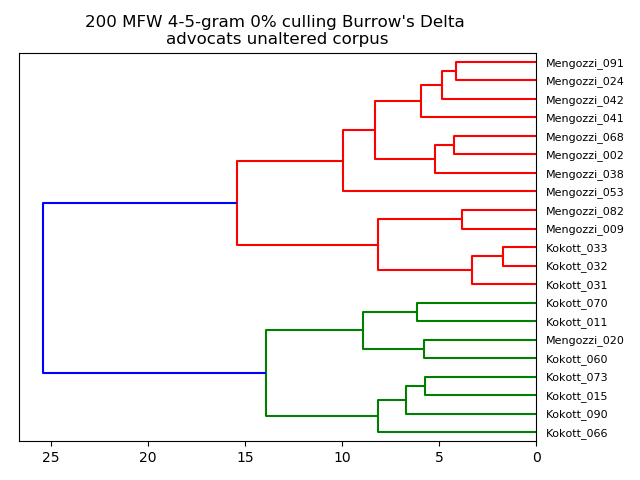 200 MFW 4-5-gram 0% culling Burrow's Delta
advocats unaltered corpus
Mengozzi_091
Mengozzi_024
Mengozzi_042
Mengozzi_041
Mengozzi_068
Mengozzi_002
Mengozzi_038
Mengozzi_053
Mengozzi_082
Mengozzi_009
Kokott_033
Kokott_032
Kokott_031
Kokott_070
Kokott_011
Mengozzi_020
Kokott_060
Kokott_073
Kokott_015
Kokott_090
Kokott_066
25 20 15 10 5 0